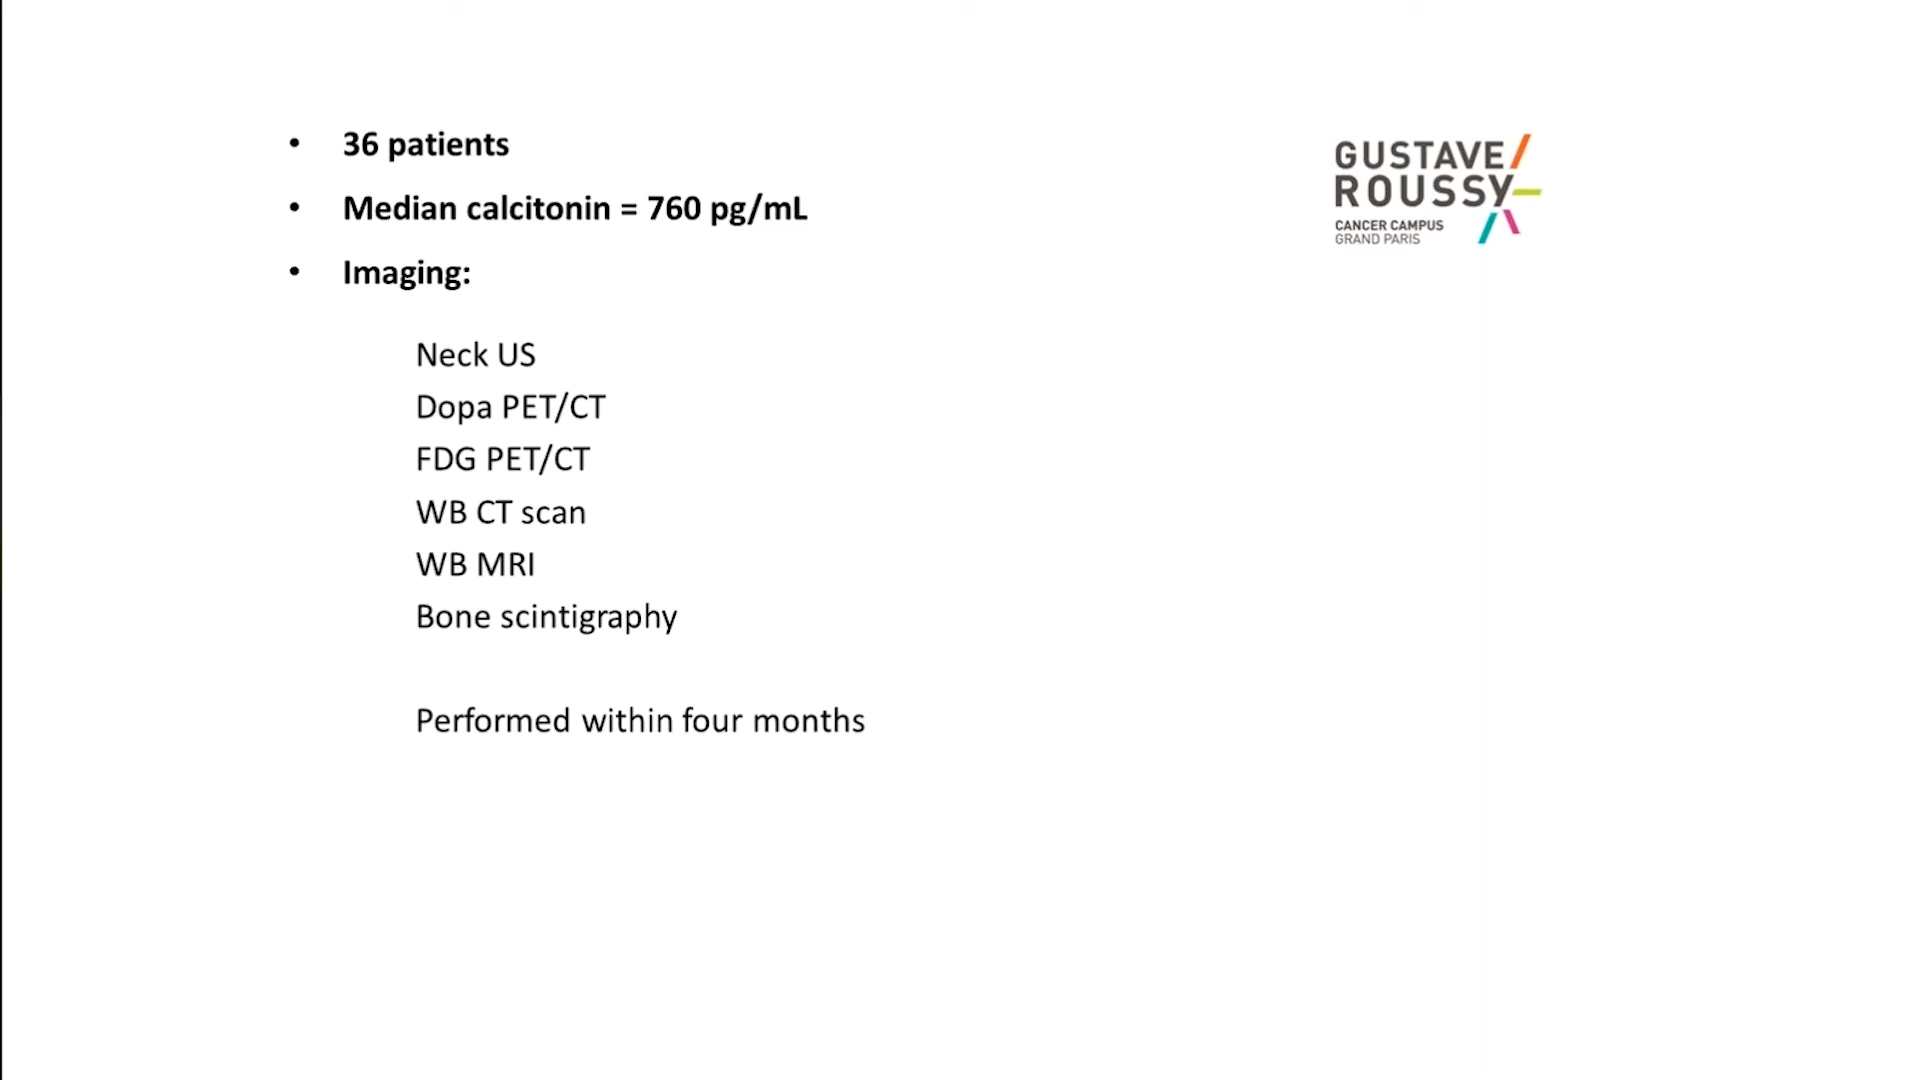 • 36 patients
• Median calcitonin = 760 pg/mL
• Imaging:
Neck US
Dopa PET/CT
FDG PET/CT
WB CT scan
WB MRI
Bone scintigraphy
Performed within four months
GUSTAVE
ROUSSY
CANCER CAMPUS
GRAND PARIS